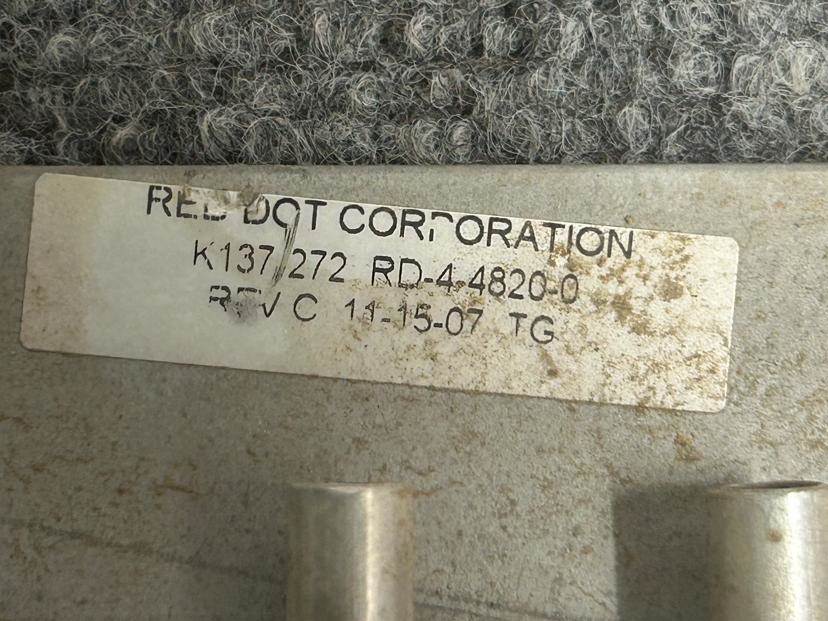 RED DOT CORPORATION
K137/272 RD-4-4820-0
REV C 11-15-07 TG